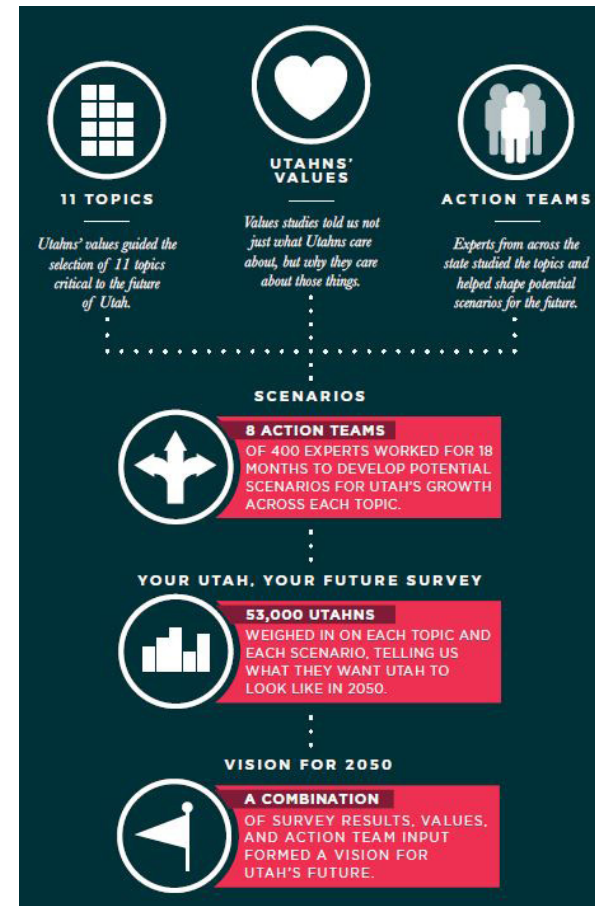 11 TOPICS
Utahns' values guided the
selection of 11 topics
critical to the future
of Utah.
UTAHNS'
VALUES
Values studies told us not
just what Utahns care
about, but why they care
about those things.
ACTION TEAMS
Experts from across the
state studied the topics and
helped shape potential
scenarios for the future.
SCENARIOS
8 ACTION TEAMS
OF 400 EXPERTS WORKED FOR 18
MONTHS TO DEVELOP POTENTIAL
SCENARIOS FOR UTAH'S GROWTH
ACROSS EACH TOPIC.
YOUR UTAH, YOUR FUTURE SURVEY
53,000 UTAHNS
WEIGHED IN ON EACH TOPIC AND
EACH SCENARIO, TELLING US
WHAT THEY WANT UTAH TO
LOOK LIKE IN 2050.
VISION FOR 2050
A COMBINATION
OF SURVEY RESULTS, VALUES,
AND ACTION TEAM INPUT
FORMED A VISION FOR
UTAH'S FUTURE.